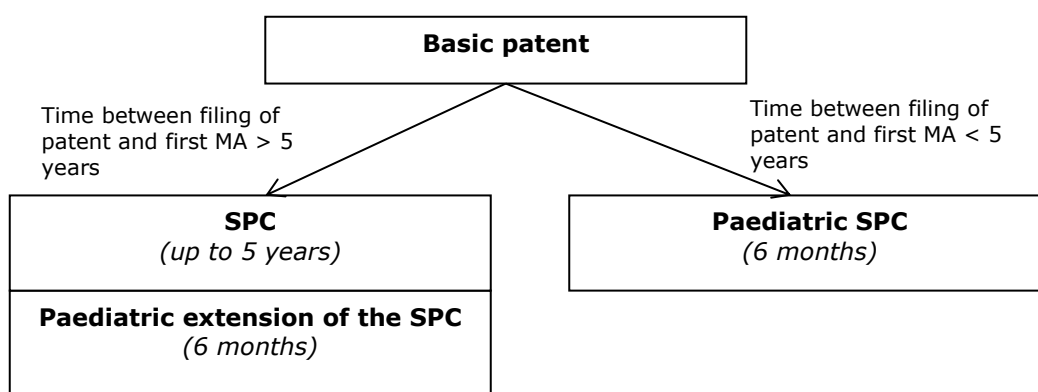 Basic patent
Time between filing of
patent and first MA > 5
years
Time between filing of
patent and first MA < 5
years
SPC
(up to 5 years)
Paediatric extension of the SPC
(6 months)
Paediatric SPC
(6 months)